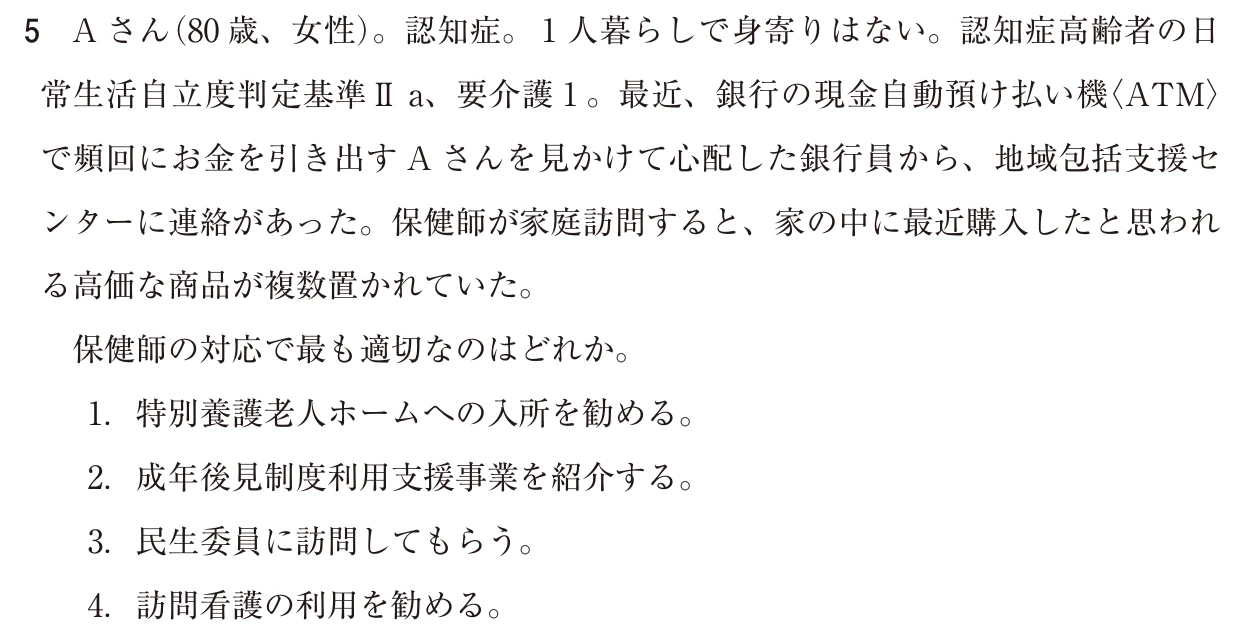 5 Aさん(80歳、女性)。認知症。1人暮らしで身寄りはない。認知症高齢者の日
常生活自立度判定基準Ⅱa、要介護1。最近、銀行の現金自動預け払い機〈ATM〉
で頻回にお金を引き出すAさんを見かけて心配した銀行員から、地域包括支援セ
ンターに連絡があった。保健師が家庭訪問すると、家の中に最近購入したと思われ
る高価な商品が複数置かれていた。
保健師の対応で最も適切なのはどれか。
1. 特別養護老人ホームへの入所を勧める。
2. 成年後見制度利用支援事業を紹介する。
3. 民生委員に訪問してもらう。
4. 訪問看護の利用を勧める。